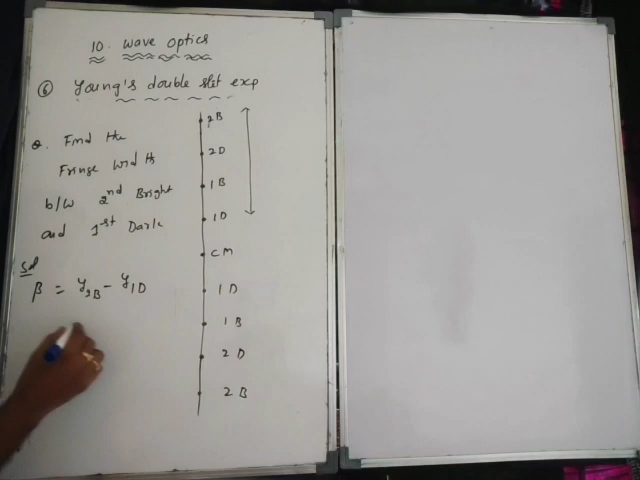 10. Wave optics
⑥ Young's double slit exp
Q. Find the
Fringe width
b/w 2nd Bright
and 1st Dark
Sol
β = y2B - y1D
2B
2D
1B
1D
CM
1D
1B
2D
2B